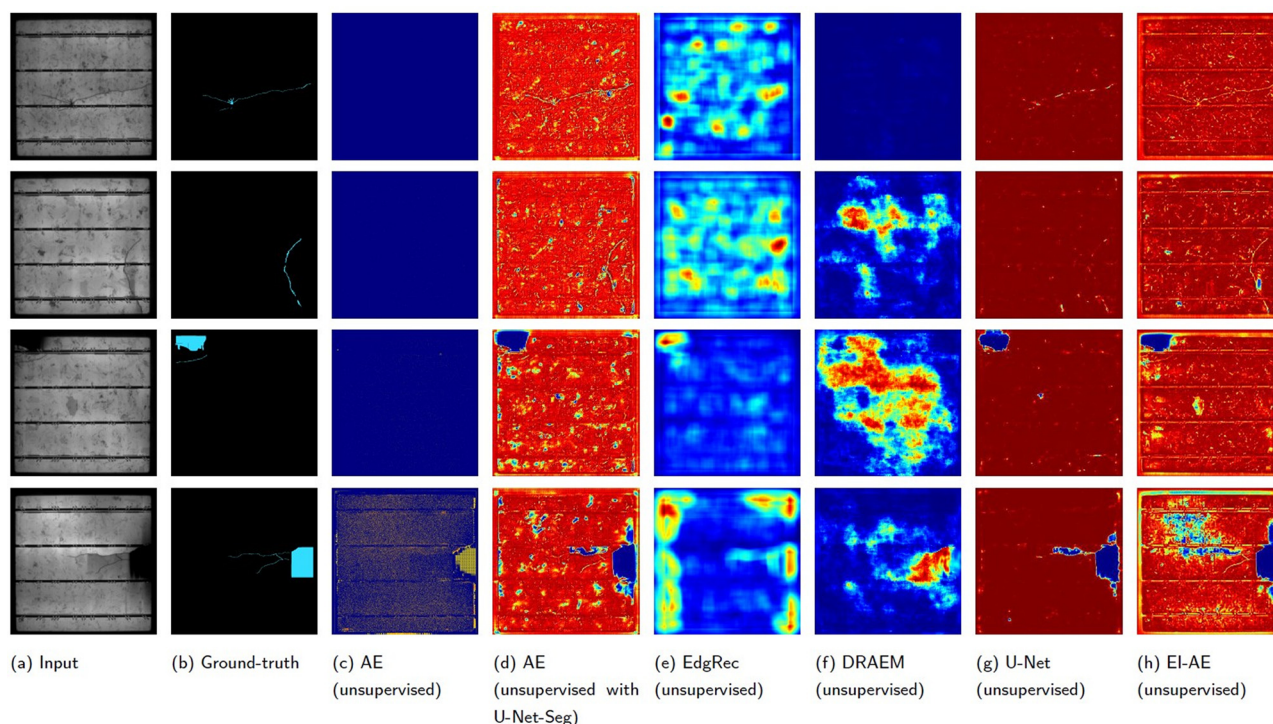 (a) Input
(b) Ground-truth
(c) AE
(unsupervised)
(d) AE
(unsupervised with
U-Net-Seg)
(e) EdgRec
(unsupervised)
(f) DRAEM
(unsupervised)
(g) U-Net
(unsupervised)
(h) EI-AE
(unsupervised)